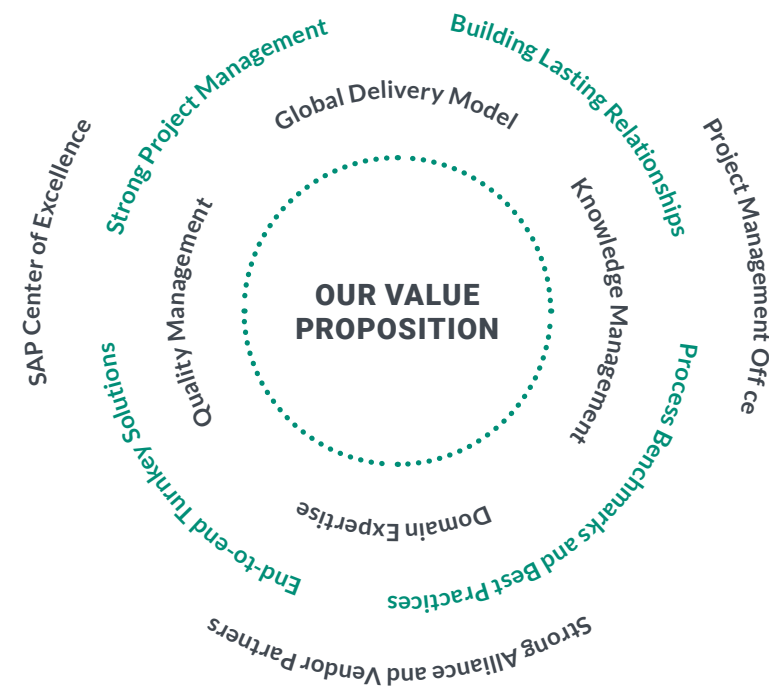 OUR VALUE
PROPOSITION
Global Delivery Model
Knowledge Management
Domain Expertise
Quality Management
Strong Project Management
Building Lasting Relationships
Process Benchmarks and Best Practices
End-to-end Turnkey Solutions
SAP Center of Excellence
Project Management Off ce
Strong Alliance and Vendor Partners